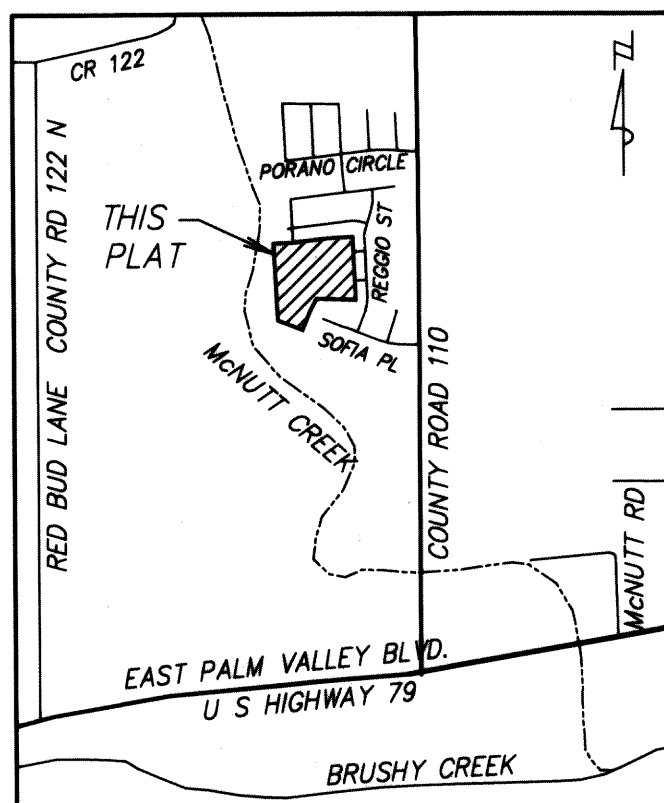 CR 122
RED BUD LANE COUNTY RD 122 N
THIS
PLAT
PORANO CIRCLE
REGGIO ST
SOFIA PL
McNUTT CREEK
COUNTY ROAD 110
McNUTT RD
EAST PALM VALLEY BLVD.
U S HIGHWAY 79
BRUSHY CREEK
N